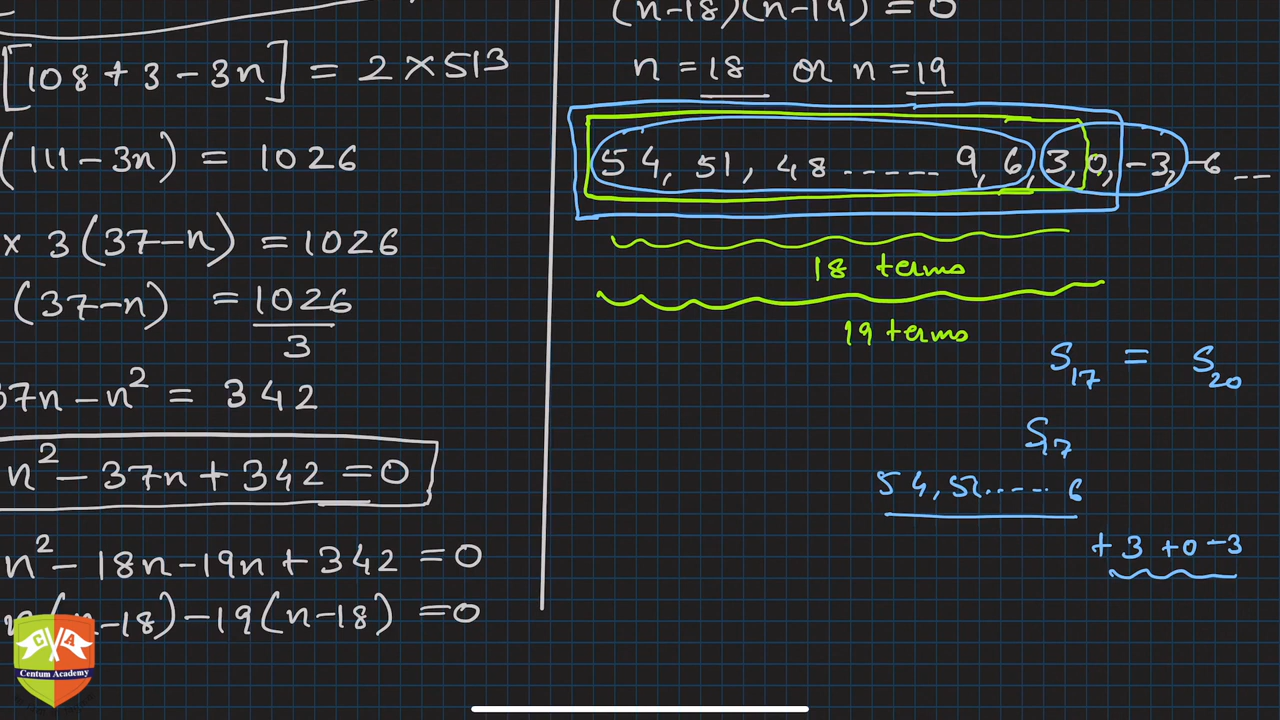 [108 + 3 - 3n] = 2 × 513
(111 - 3n) = 1026
× 3 (37 - n) = 1026
(37 - n) = 1026/3
37n - n² = 342
n² - 37n + 342 = 0
n² - 18n - 19n + 342 = 0
n(n - 18) - 19(n - 18) = 0
(n-18)(n-19) = 0
n = 18 or n = 19
54, 51, 48 ..... 9, 6, 3, 0, -3, -6 --
18 terms
19 terms
S₁₇ = S₂₀
S₁₇
54, 51..... 6
+ 3 + 0 - 3
CA
Centum Academy